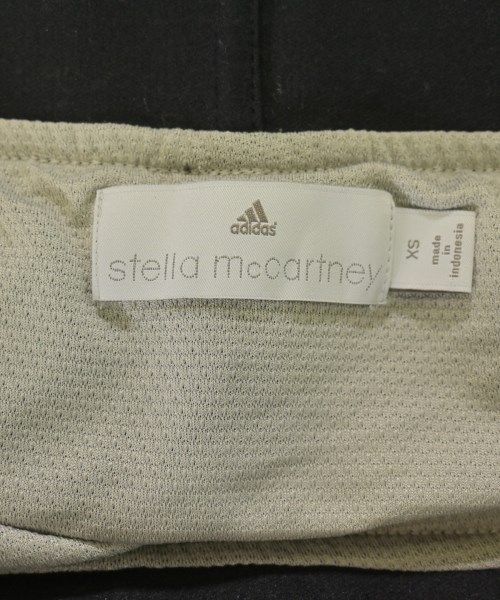 adidas
stella mccartney
XS
made
in
indonesia